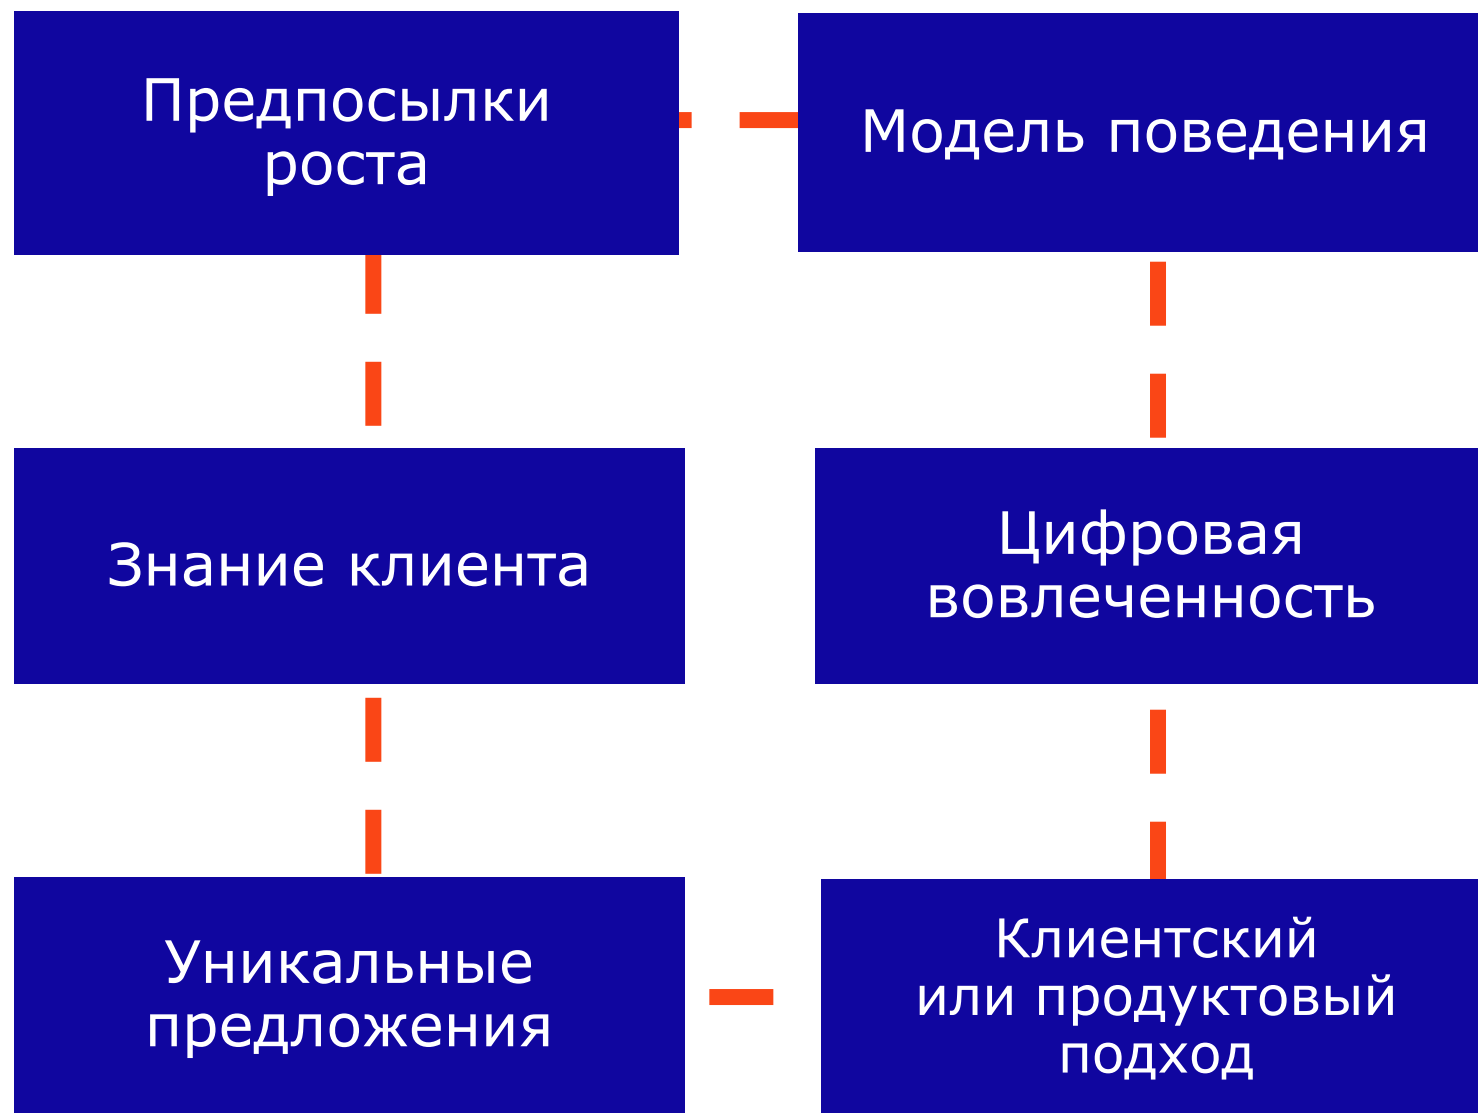 Предпосылки
роста
Модель поведения
Знание клиента
Цифровая
вовлеченность
Уникальные
предложения
Клиентский
или продуктовый
подход